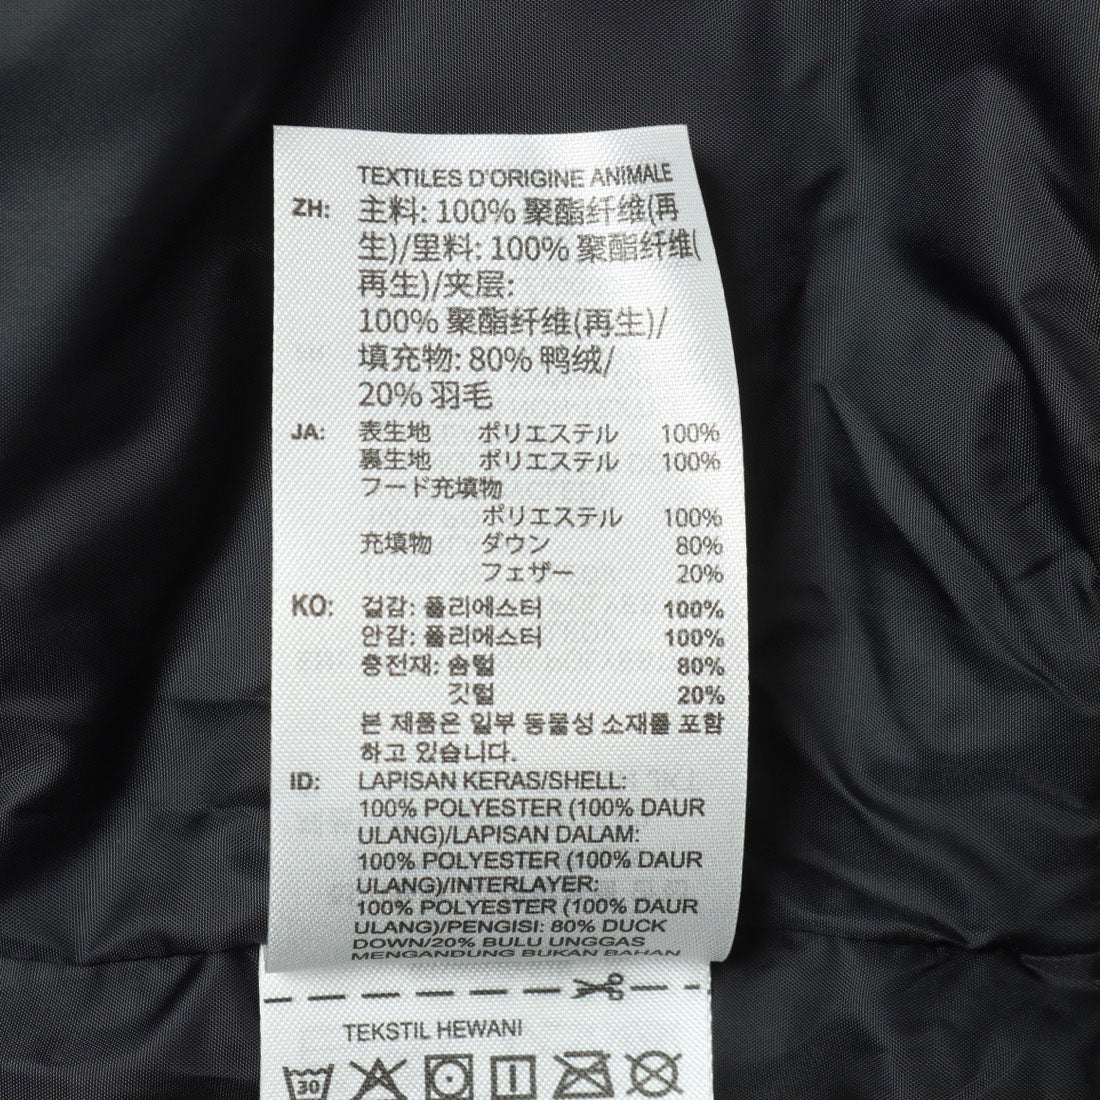 TEXTILES D'ORIGINE ANIMALE
ZH: 主料: 100% 聚酯纤维(再
生)/里料: 100% 聚酯纤维(
再生)/夹层:
100% 聚酯纤维(再生)/
填充物: 80% 鸭绒/
20% 羽毛
JA: 表生地 ポリエステル 100%
裏生地 ポリエステル 100%
フード充填物
ポリエステル 100%
充填物 ダウン 80%
フェザー 20%
KO: 겉감: 폴리에스터 100%
안감: 폴리에스터 100%
충전재: 솜털 80%
깃털 20%
본 제품은 일부 동물성 소재를 포함
하고 있습니다.
ID: LAPISAN KERAS/SHELL:
100% POLYESTER (100% DAUR
ULANG)/LAPISAN DALAM:
100% POLYESTER (100% DAUR
ULANG)/INTERLAYER:
100% POLYESTER (100% DAUR
ULANG)/PENGISI: 80% DUCK
DOWN/20% BULU UNGGAS
MENGANDUNG BUKAN BAHAN
TEKSTIL HEWANI
30